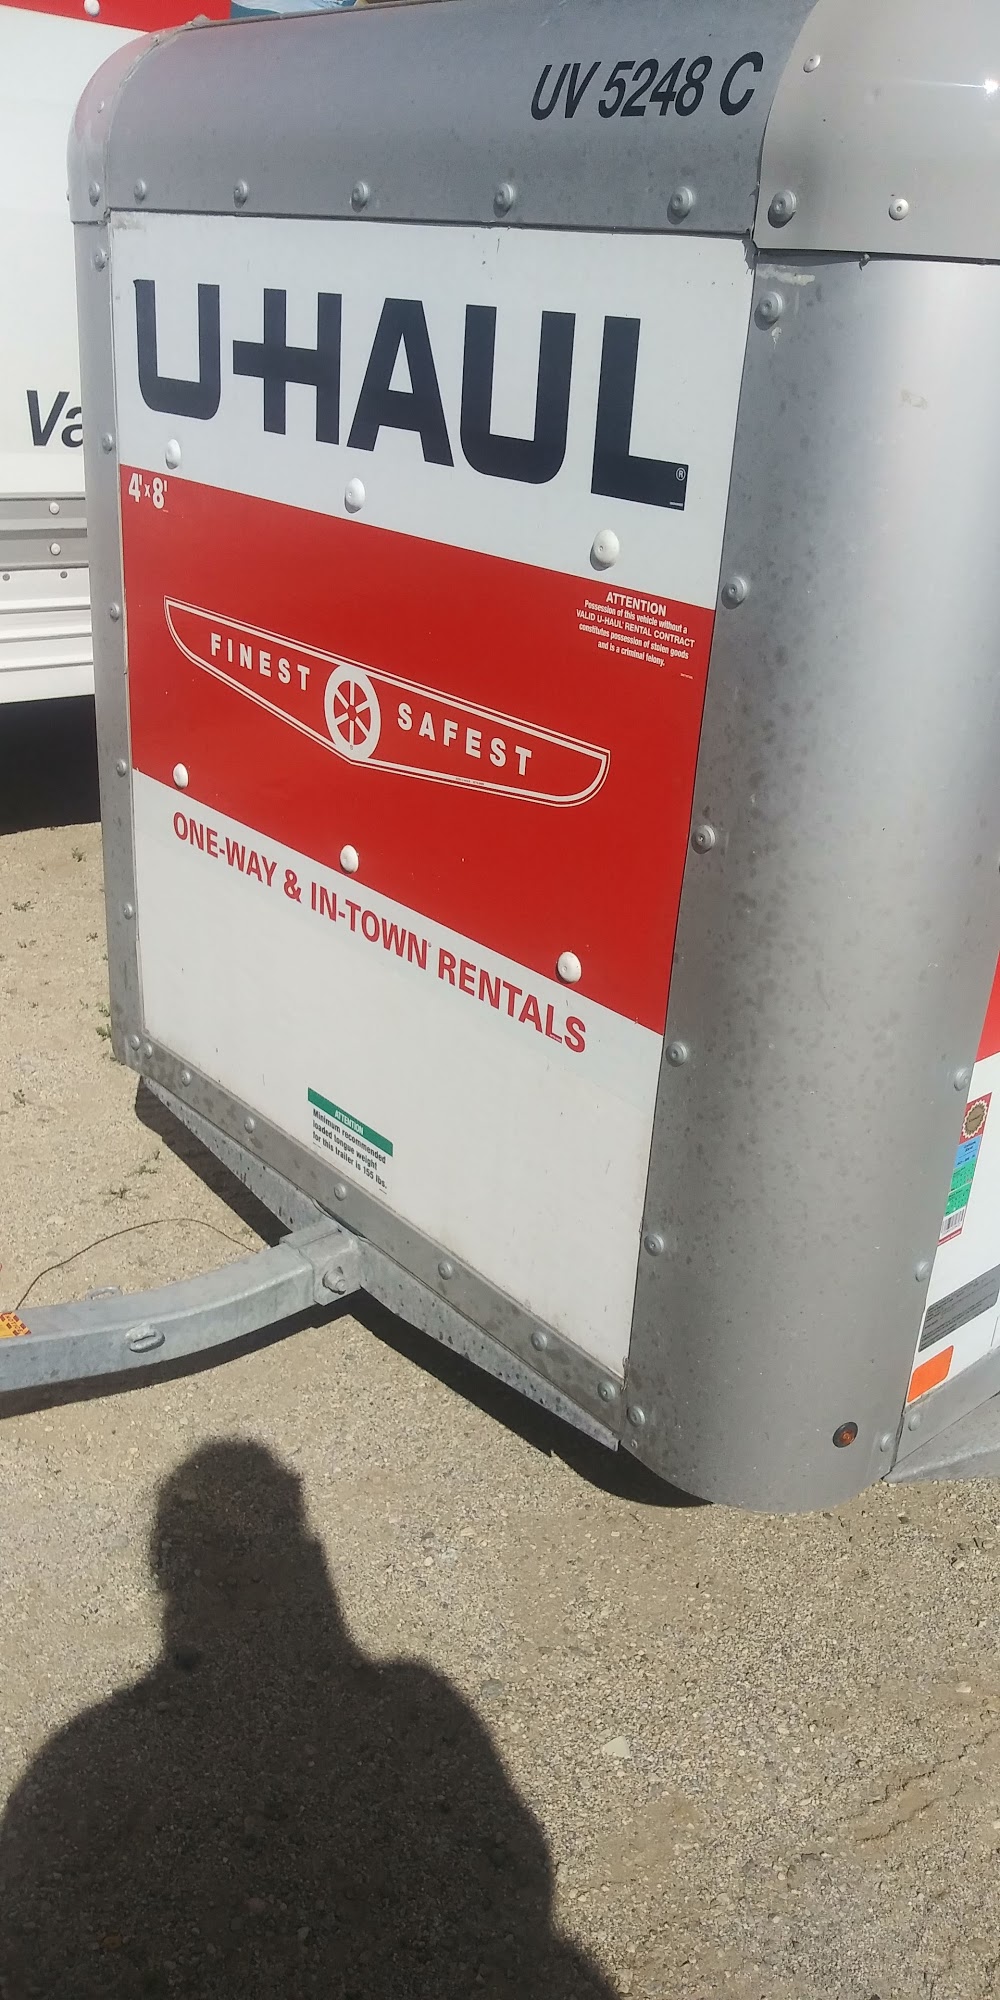 UV 5248 C
U-HAUL®
Va
4' x 8'
ATTENTION
Possession of this vehicle without a
VALID U-HAUL® RENTAL CONTRACT
constitutes possession of stolen goods
and is a criminal felony.
FINEST SAFEST
ONE-WAY & IN-TOWN® RENTALS
ATTENTION
Minimum recommended
loaded tongue weight
for this trailer is 155 lbs.